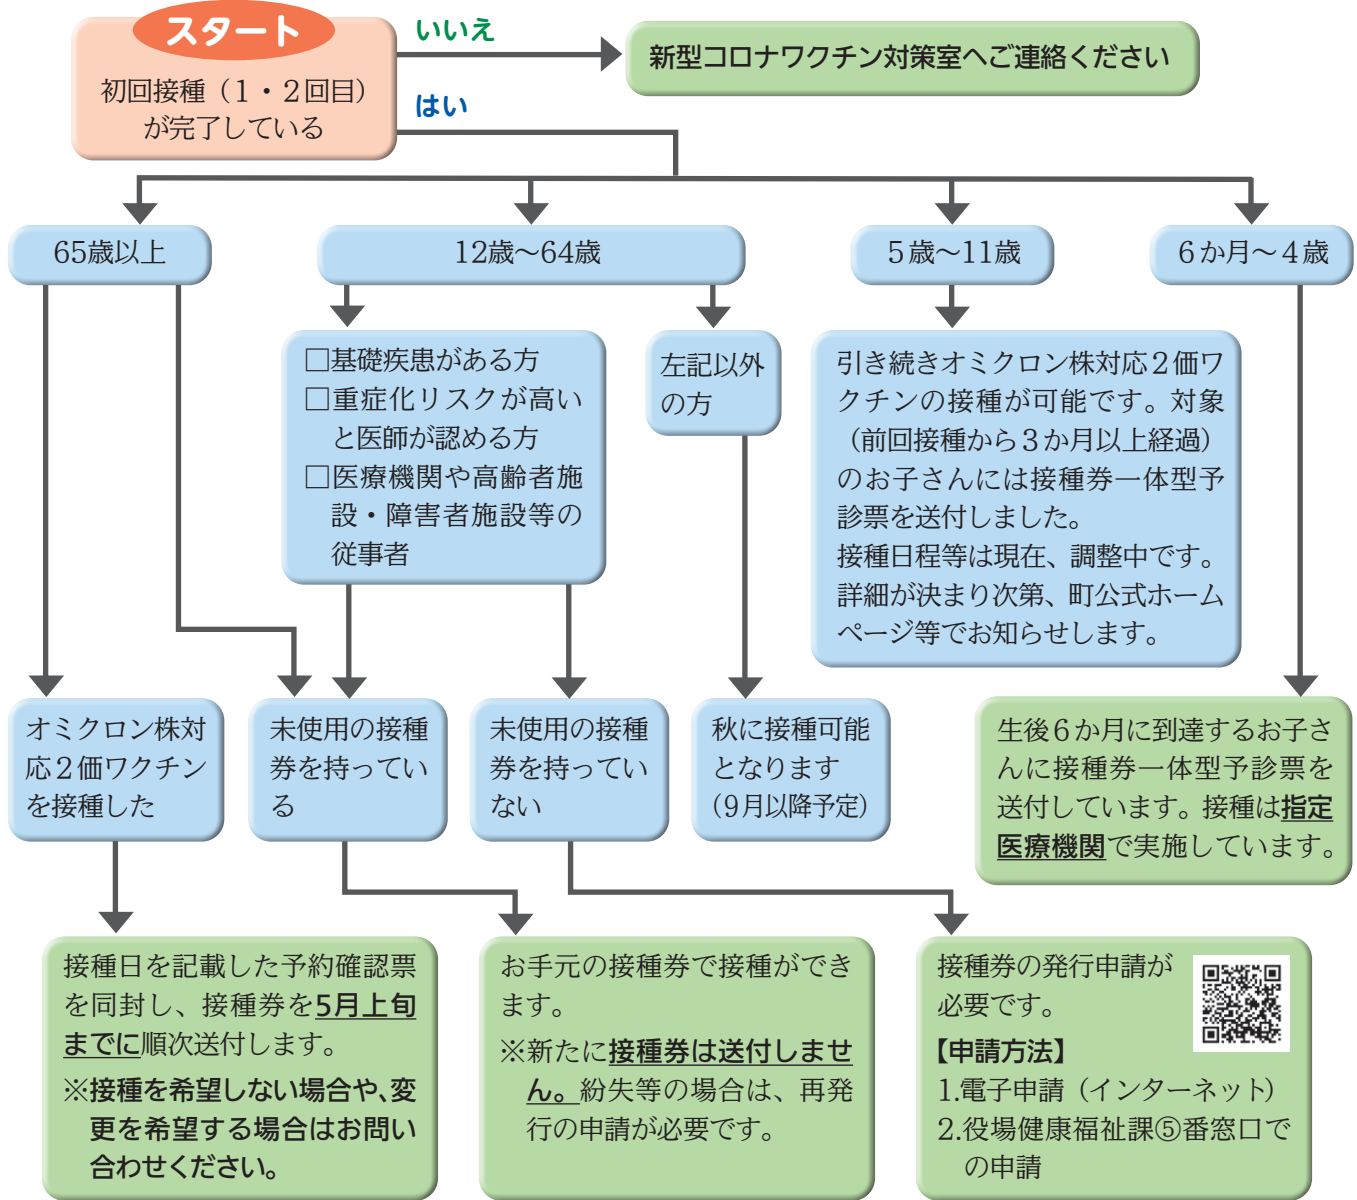 スタート
初回接種（1・2回目）
が完了している
いいえ
新型コロナワクチン対策室へご連絡ください
はい
65歳以上
12歳～64歳
5歳～11歳
6か月～4歳
□基礎疾患がある方
□重症化リスクが高い
と医師が認める方
□医療機関や高齢者施
設・障害者施設等の
従事者
左記以外
の方
引き続きオミクロン株対応2価ワ
クチンの接種が可能です。対象
（前回接種から3か月以上経過）
のお子さんには接種券一体型予
診票を送付しました。
接種日程等は現在、調整中です。
詳細が決まり次第、町公式ホーム
ページ等でお知らせします。
オミクロン株対
応2価ワクチン
を接種した
未使用の接種
券を持ってい
る
未使用の接種
券を持ってい
ない
秋に接種可能
となります
（9月以降予定）
生後6か月に到達するお子さ
んに接種券一体型予診票を
送付しています。接種は指定
医療機関で実施しています。
接種日を記載した予約確認票
を同封し、接種券を5月上旬
までに順次送付します。
※接種を希望しない場合や、変
更を希望する場合はお問い
合わせください。
お手元の接種券で接種ができ
ます。
※新たに接種券は送付しませ
ん。紛失等の場合は、再発
行の申請が必要です。
接種券の発行申請が
必要です。
【申請方法】
1.電子申請（インターネット）
2.役場健康福祉課⑤番窓口で
の申請